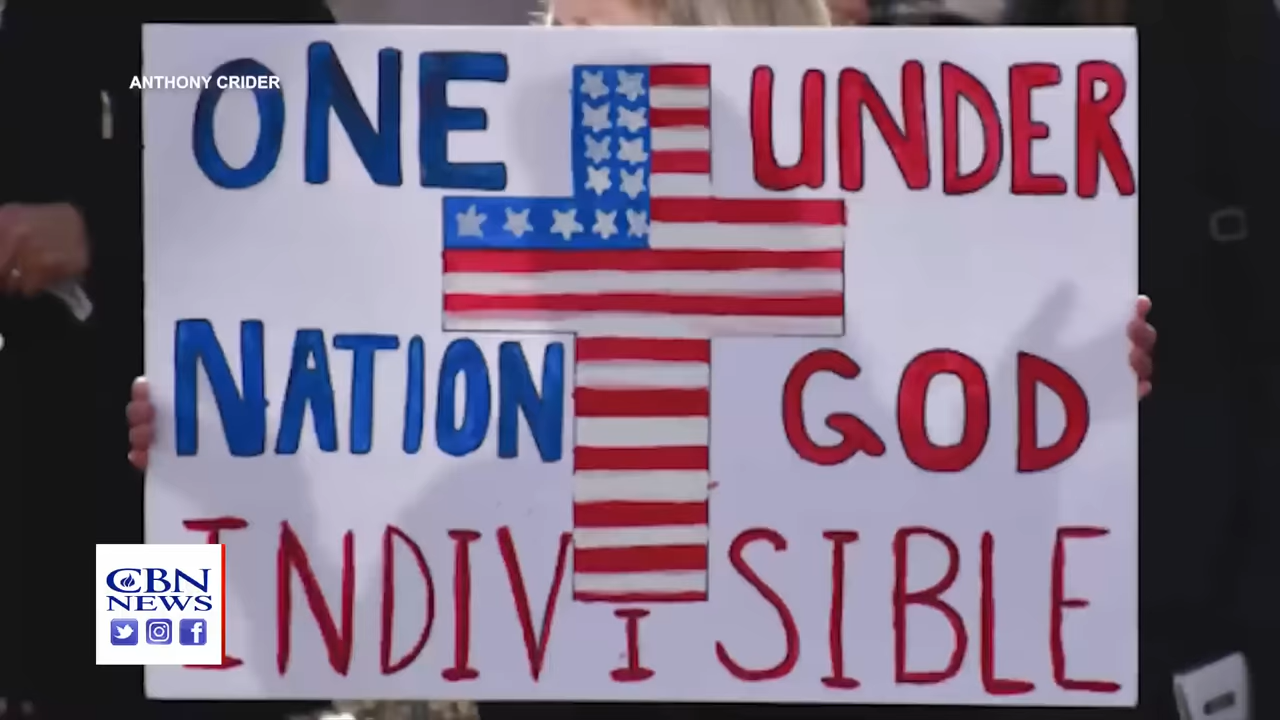 ANTHONY CRIDER
ONE UNDER
NATION GOD
INDIVISIBLE
CBN
NEWS